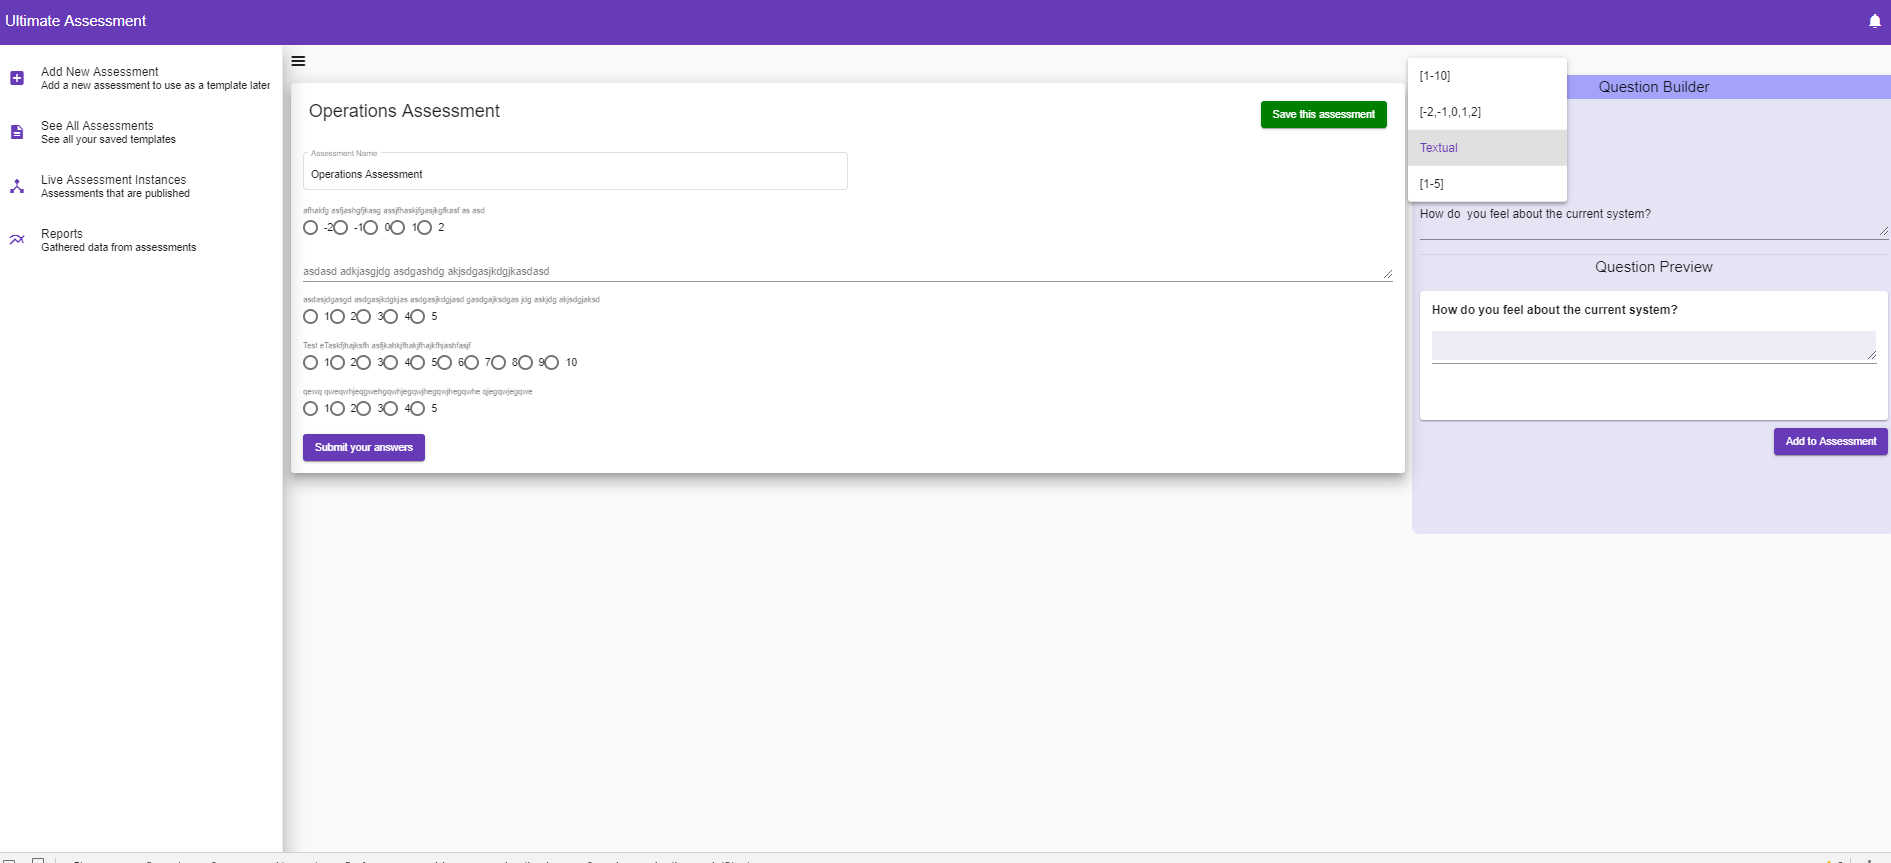 Ultimate Assessment
Add New Assessment
Add a new assessment to use as a template later
See All Assessments
See all your saved templates
Live Assessment Instances
Assessments that are published
Reports
Gathered data from assessments
Operations Assessment
Save this assessment
Assessment Name
Operations Assessment
afhakfg asfjashgfjkasg assjfhaskjfgasjkgfkasf as asd
-2 -1 0 1 2
asdasd adkjasgjdg asdgashdg akjsdgasjkdgjkasdasd
asdasjdgasgd asdgasjkdgkjas asdgasjkdgjasd gasdgajksdgas jdg askjdg akjsdgjaksd
1 2 3 4 5
Test eTaskfjhajksfh asfjkahkjfhakjfhajkfhjashfasjf
1 2 3 4 5 6 7 8 9 10
qewq qweqwhjeqgwehgqwhjegqwjhegqwjhegqwhe qjegqwjegqwe
1 2 3 4 5
Submit your answers
[1-10]
[-2,-1,0,1,2]
Textual
[1-5]
Question Builder
How do  you feel about the current system?
Question Preview
How do you feel about the current system?
Add to Assessment